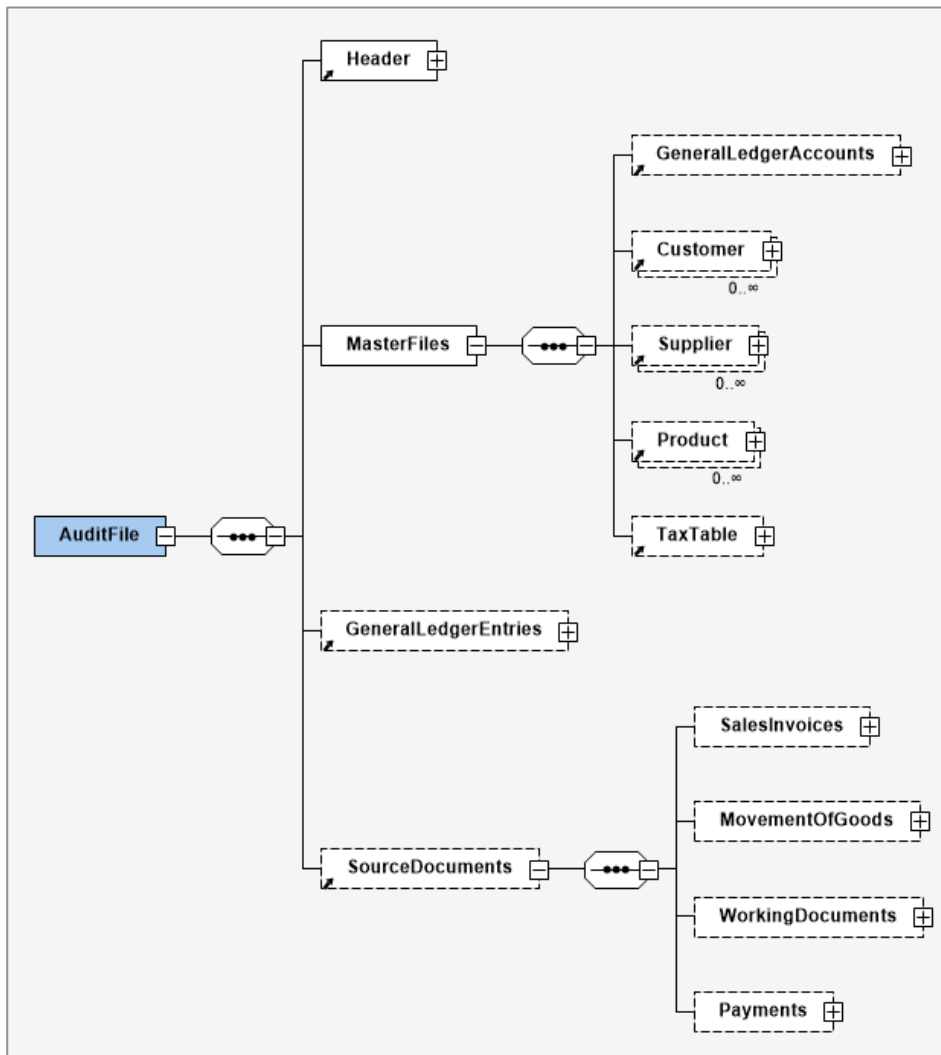 Header
GeneralLedgerAccounts
Customer
0..∞
MasterFiles
Supplier
0..∞
Product
0..∞
AuditFile
TaxTable
GeneralLedgerEntries
SalesInvoices
MovementOfGoods
SourceDocuments
WorkingDocuments
Payments